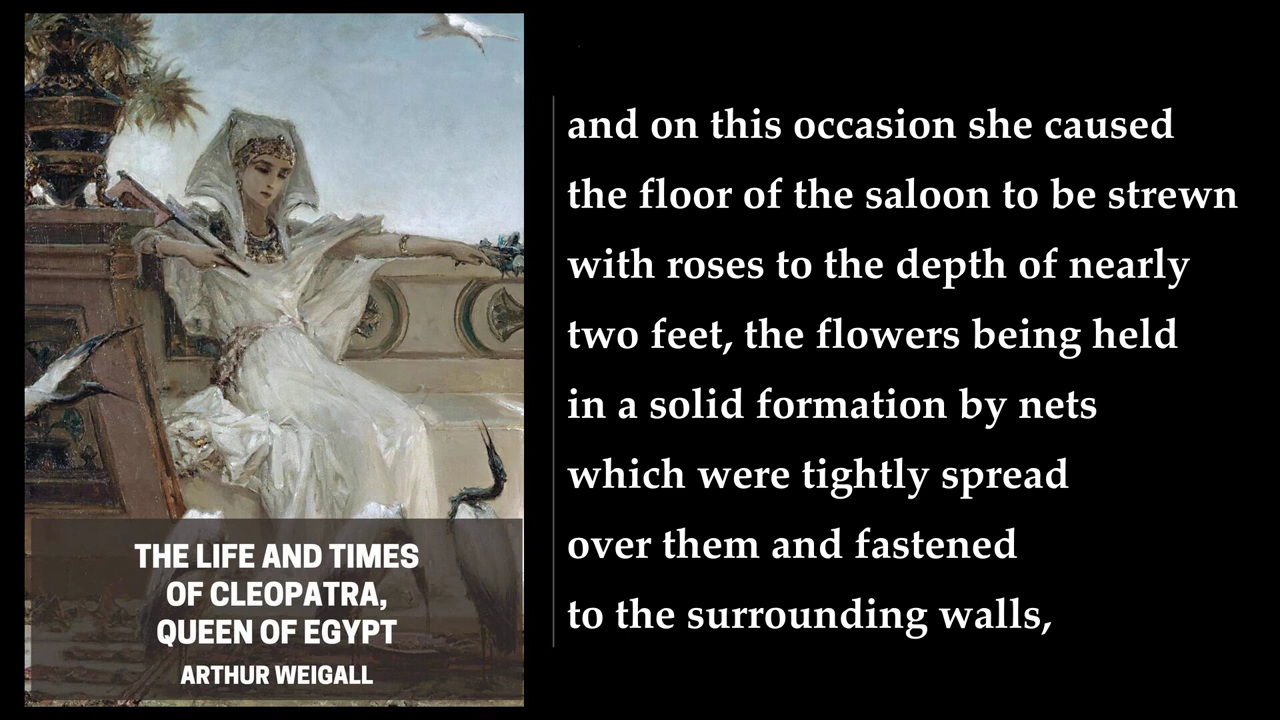 THE LIFE AND TIMES
OF CLEOPATRA,
QUEEN OF EGYPT
ARTHUR WEIGALL
and on this occasion she caused
the floor of the saloon to be strewn
with roses to the depth of nearly
two feet, the flowers being held
in a solid formation by nets
which were tightly spread
over them and fastened
to the surrounding walls,